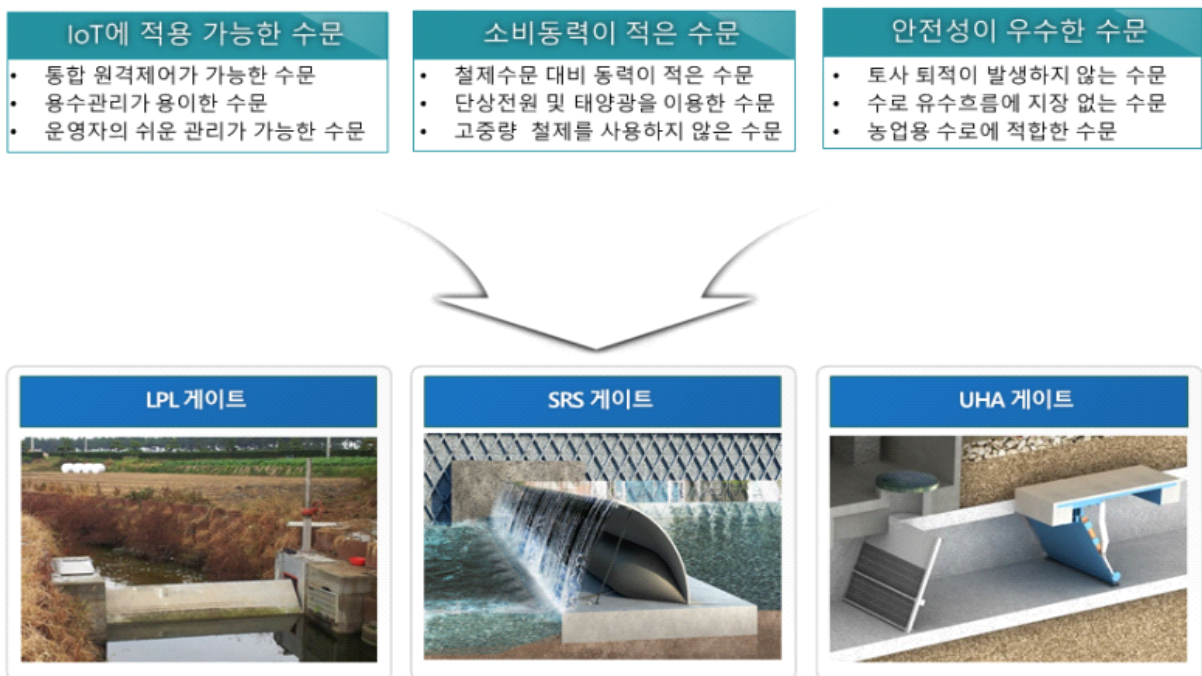 IoT에 적용 가능한 수문
• 통합 원격제어가 가능한 수문
• 용수관리가 용이한 수문
• 운영자의 쉬운 관리가 가능한 수문
소비동력이 적은 수문
• 철제수문 대비 동력이 적은 수문
• 단상전원 및 태양광을 이용한 수문
• 고중량 철제를 사용하지 않은 수문
안전성이 우수한 수문
• 토사 퇴적이 발생하지 않는 수문
• 수로 유수흐름에 지장 없는 수문
• 농업용 수로에 적합한 수문
LPL 게이트
SRS 게이트
UHA 게이트